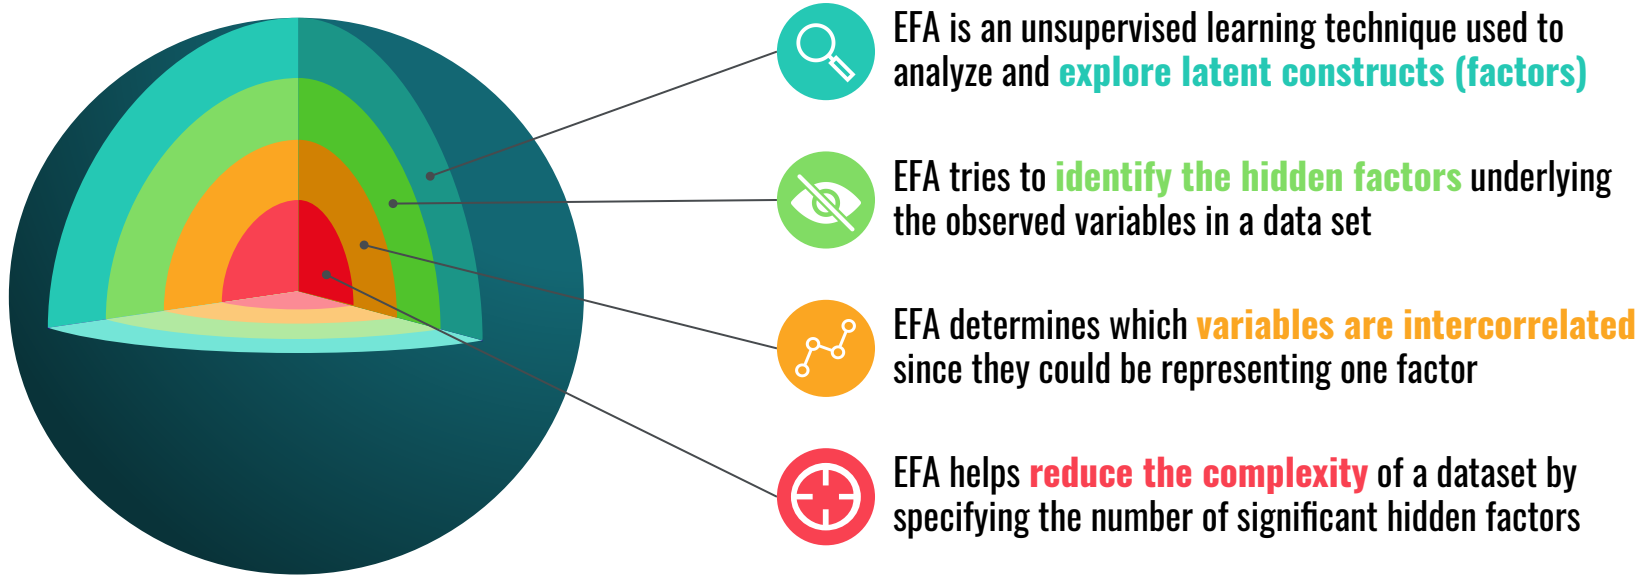 EFA is an unsupervised learning technique used to
analyze and explore latent constructs (factors)
EFA tries to identify the hidden factors underlying
the observed variables in a data set
EFA determines which variables are intercorrelated
since they could be representing one factor
EFA helps reduce the complexity of a dataset by
specifying the number of significant hidden factors